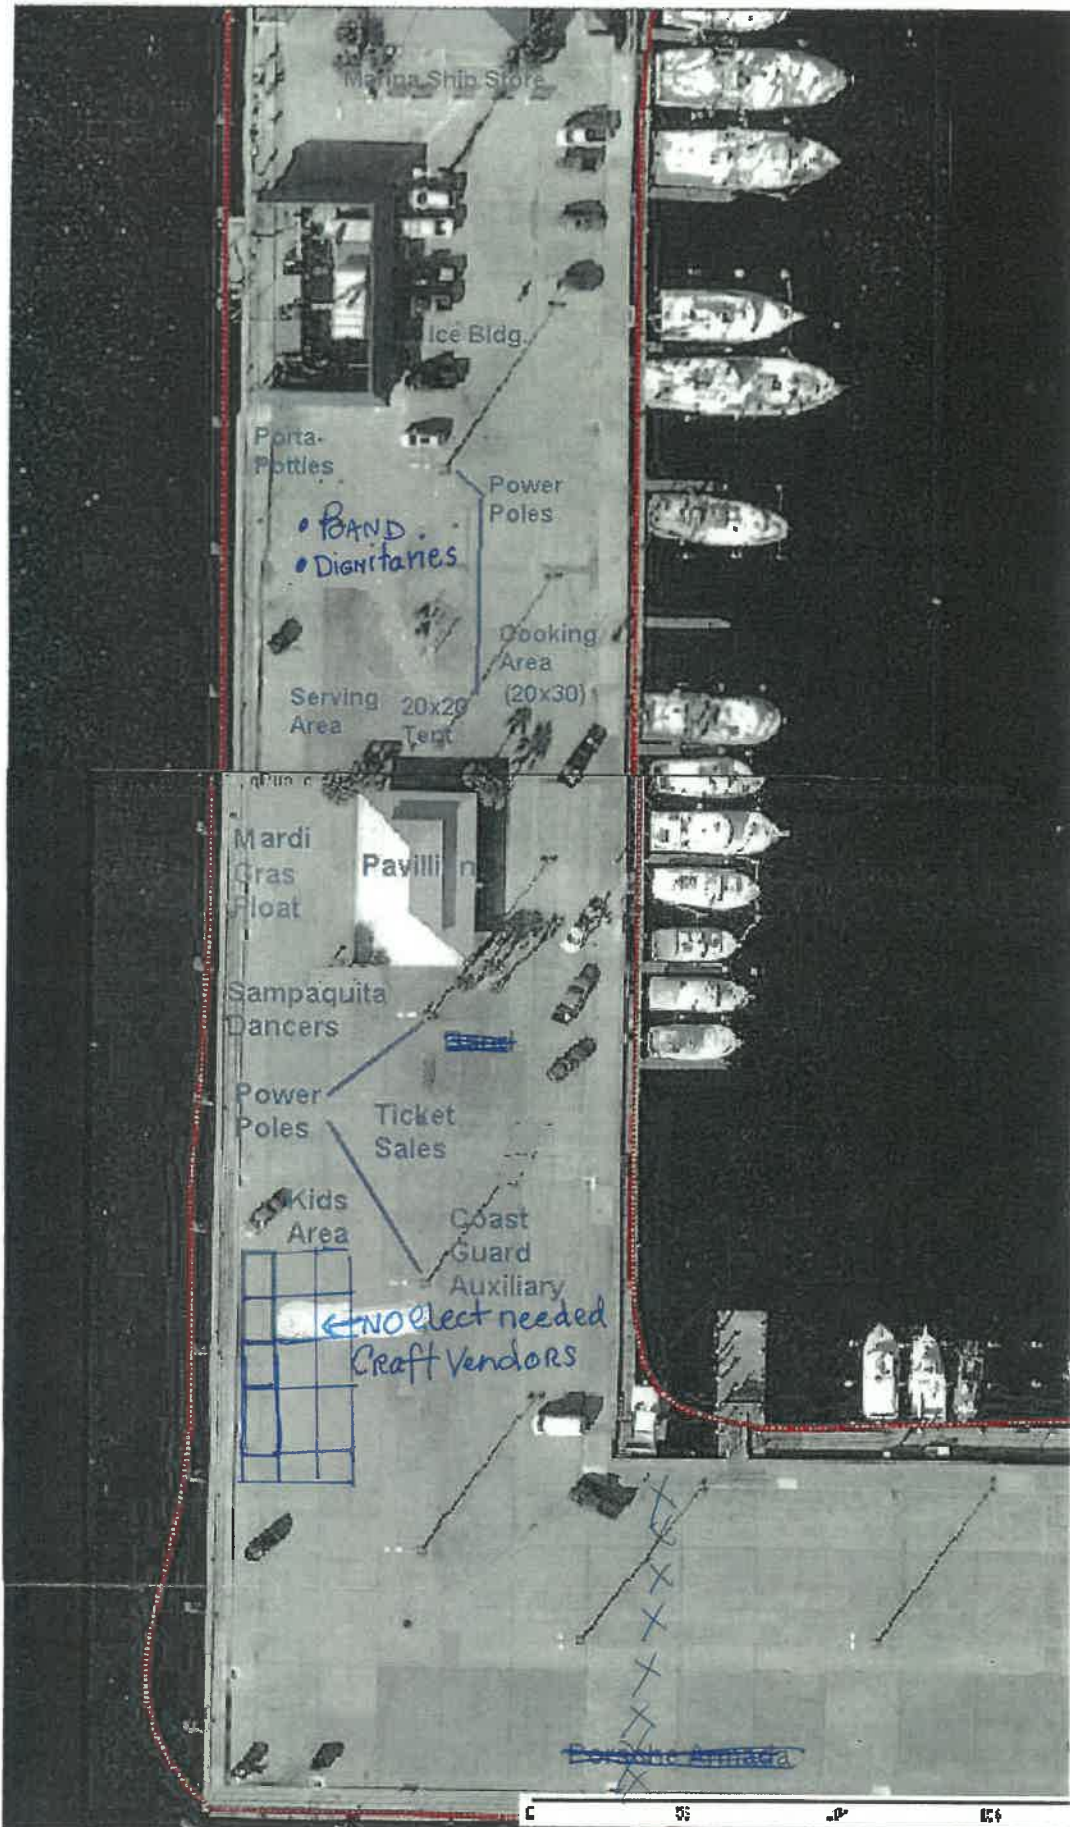 Marina Ship Store
Ice Bldg.
Porta-
Potties
Power
Poles
• BAND.
• Dignitaries
Cooking
Area
(20x30)
Serving
Area
20x20
Tent
Mardi
Gras
Float
Pavilli n
Sampaquita
Dancers
Power
Poles
Ticket
Sales
Kids
Area
Coast
Guard
Auxiliary
←NO elect needed
Craft Vendors